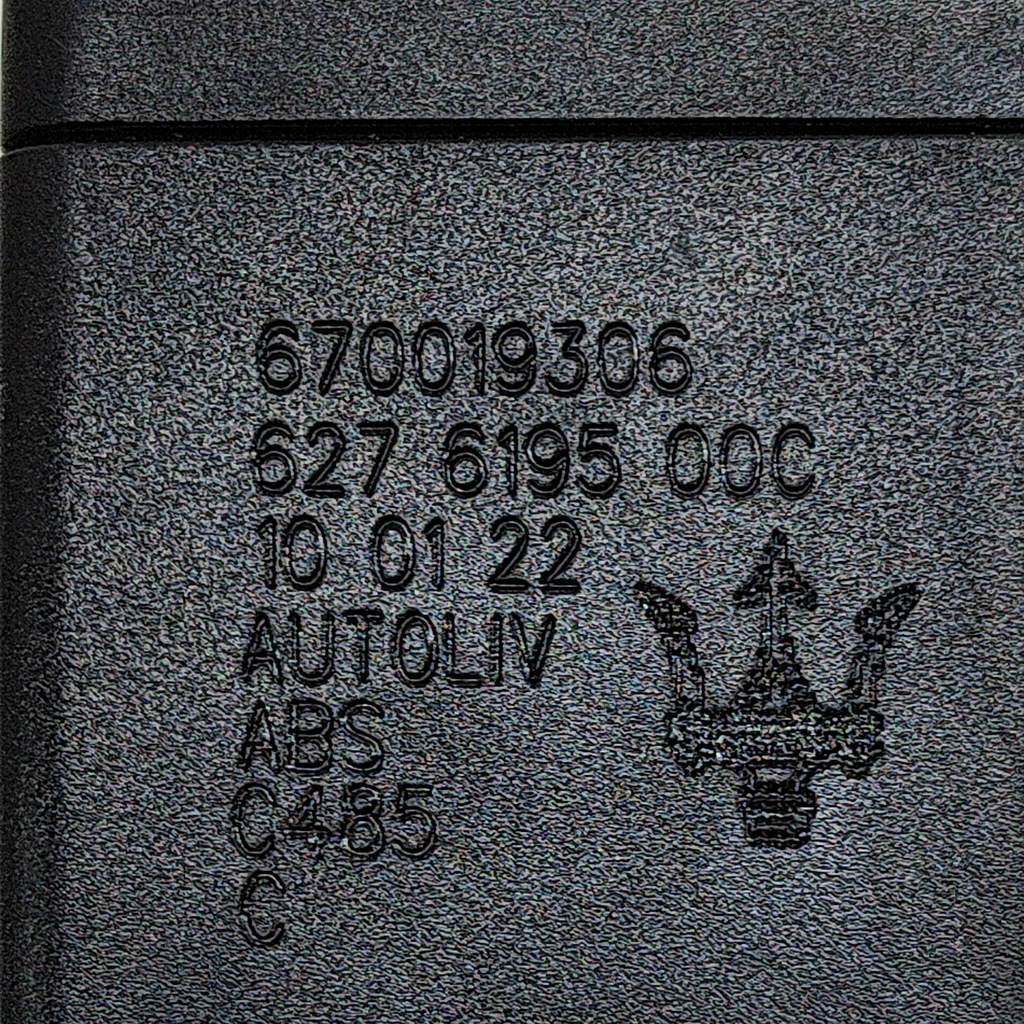 670019306
627 6195 00C
10 01 22
AUTOLIV
ABS
C485
C